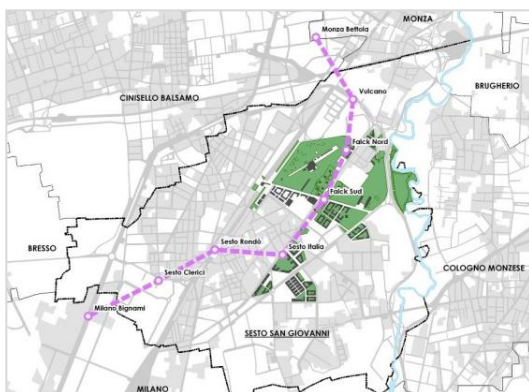 MONZA
Monza Bettola
BRUGHERIO
Vulcano
CINISELLO BALSAMO
Falck Nord
Falck Sud
BRESSO
Sesto Rondò
Sesto Italia
COLOGNO MONZESE
Sesto Clerici
Milano Bignami
SESTO SAN GIOVANNI
MILANO